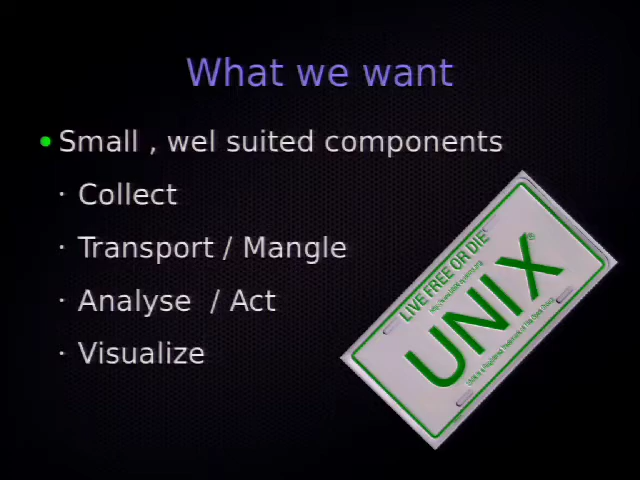 What we want
Small , wel suited components
Collect
Transport / Mangle
Analyse / Act
Visualize
LIVE FREE OR DIE
UNIX®